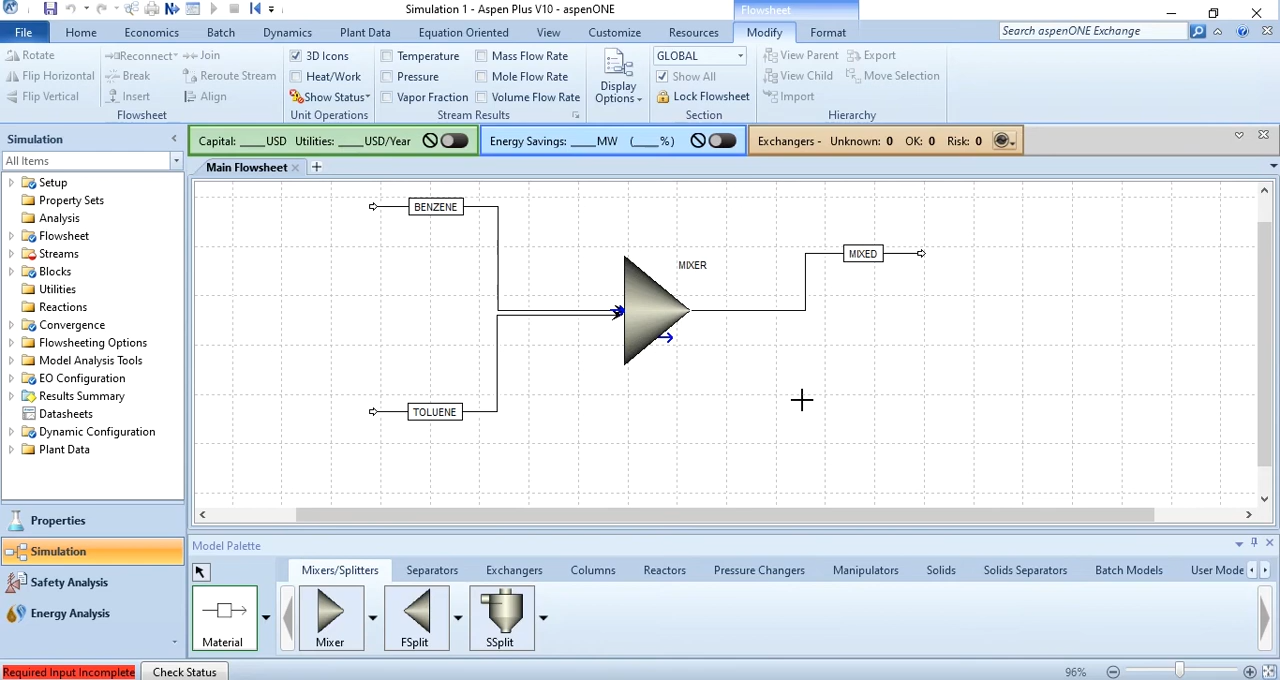 Simulation 1 - Aspen Plus V10 - aspenONE
Flowsheet
File Home Economics Batch Dynamics Plant Data Equation Oriented View Customize Resources Modify Format Search aspenONE Exchange
Rotate Reconnect Join 3D Icons Temperature Mass Flow Rate GLOBAL View Parent Export
Flip Horizontal Break Reroute Stream Heat/Work Pressure Mole Flow Rate Display Options Show All View Child Move Selection
Flip Vertical Insert Align Show Status Vapor Fraction Volume Flow Rate Lock Flowsheet Import
Flowsheet Unit Operations Stream Results Section Hierarchy
Simulation
Capital: ____USD Utilities: ____USD/Year Energy Savings: ____MW (____%) Exchangers - Unknown: 0 OK: 0 Risk: 0
All Items
Main Flowsheet
Setup
Property Sets
Analysis
Flowsheet
Streams
Blocks
Utilities
Reactions
Convergence
Flowsheeting Options
Model Analysis Tools
EO Configuration
Results Summary
Datasheets
Dynamic Configuration
Plant Data
Properties
Simulation
Safety Analysis
Energy Analysis
BENZENE
MIXED
MIXER
TOLUENE
Model Palette
Mixers/Splitters Separators Exchangers Columns Reactors Pressure Changers Manipulators Solids Solids Separators Batch Models User Mode
Material Mixer FSplit SSplit
Required Input Incomplete Check Status 96%